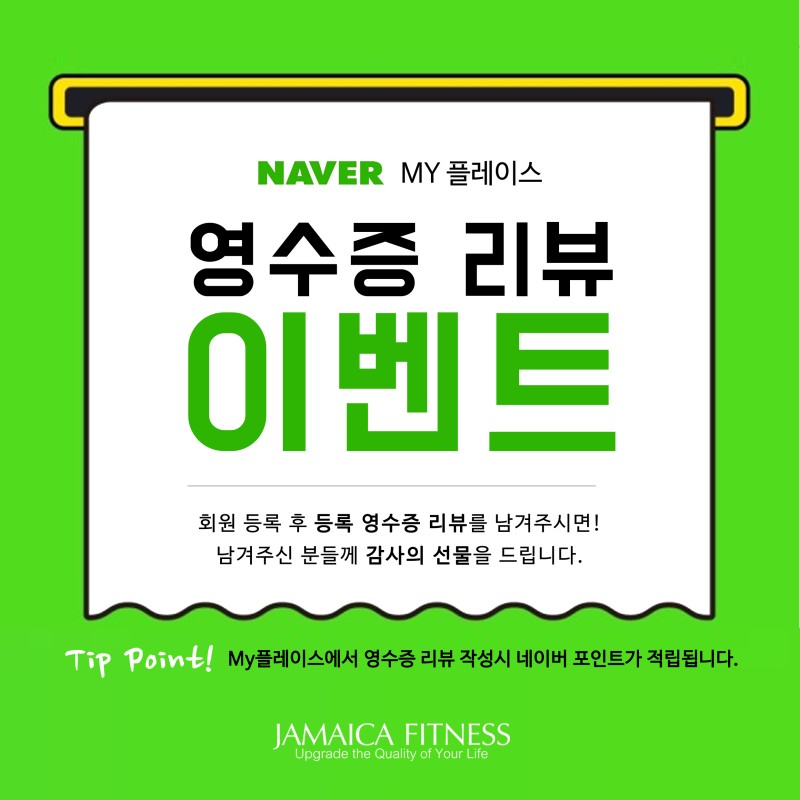 NAVER MY 플레이스
영수증 리뷰
이벤트
회원 등록 후 등록 영수증 리뷰를 남겨주시면!
남겨주신 분들께 감사의 선물을 드립니다.
Tip Point! My플레이스에서 영수증 리뷰 작성시 네이버 포인트가 적립됩니다.
JAMAICA FITNESS
Upgrade the Quality of Your Life